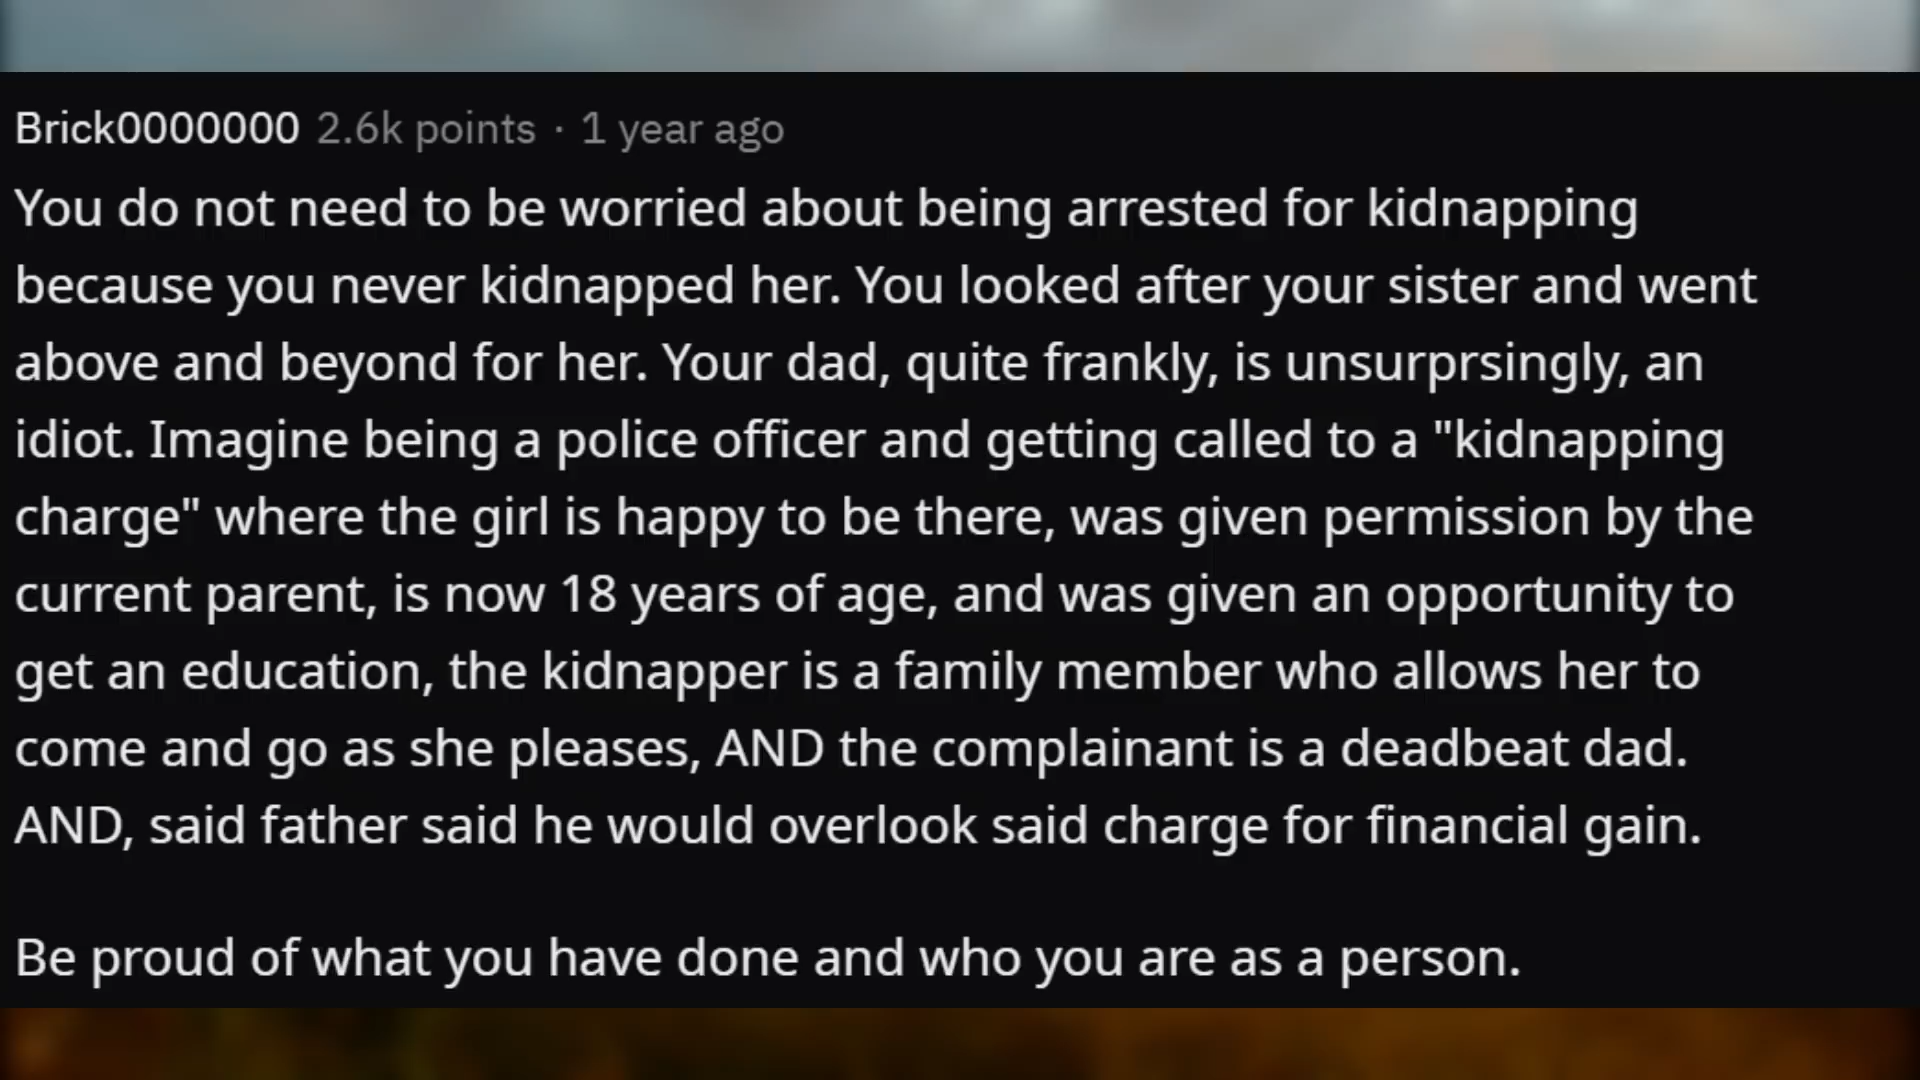 Brick0000000 2.6k points · 1 year ago
You do not need to be worried about being arrested for kidnapping
because you never kidnapped her. You looked after your sister and went
above and beyond for her. Your dad, quite frankly, is unsurprsingly, an
idiot. Imagine being a police officer and getting called to a "kidnapping
charge" where the girl is happy to be there, was given permission by the
current parent, is now 18 years of age, and was given an opportunity to
get an education, the kidnapper is a family member who allows her to
come and go as she pleases, AND the complainant is a deadbeat dad.
AND, said father said he would overlook said charge for financial gain.
Be proud of what you have done and who you are as a person.